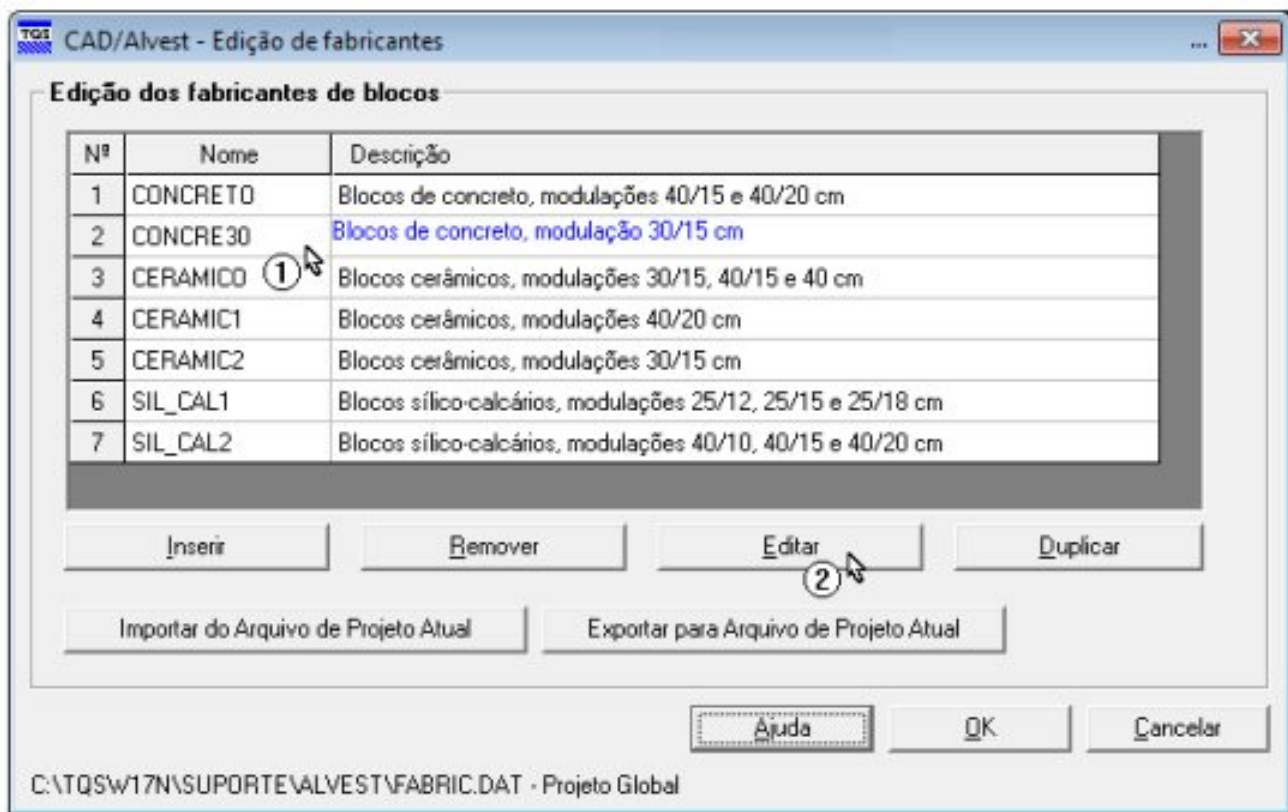 TQS CAD/Alvest - Edição de fabricantes ...
Edição dos fabricantes de blocos
Nº Nome Descrição
1 CONCRETO Blocos de concreto, modulações 40/15 e 40/20 cm
2 CONCRE30 Blocos de concreto, modulação 30/15 cm
3 CERAMICO 1 Blocos cerâmicos, modulações 30/15, 40/15 e 40 cm
4 CERAMIC1 Blocos cerâmicos, modulações 40/20 cm
5 CERAMIC2 Blocos cerâmicos, modulações 30/15 cm
6 SIL_CAL1 Blocos sílico-calcários, modulações 25/12, 25/15 e 25/18 cm
7 SIL_CAL2 Blocos sílico-calcários, modulações 40/10, 40/15 e 40/20 cm
Inserir Remover Editar Duplicar
2
Importar do Arquivo de Projeto Atual Exportar para Arquivo de Projeto Atual
Ajuda OK Cancelar
C:\TQSW17N\SUPORTE\ALVEST\FABRIC.DAT - Projeto Global